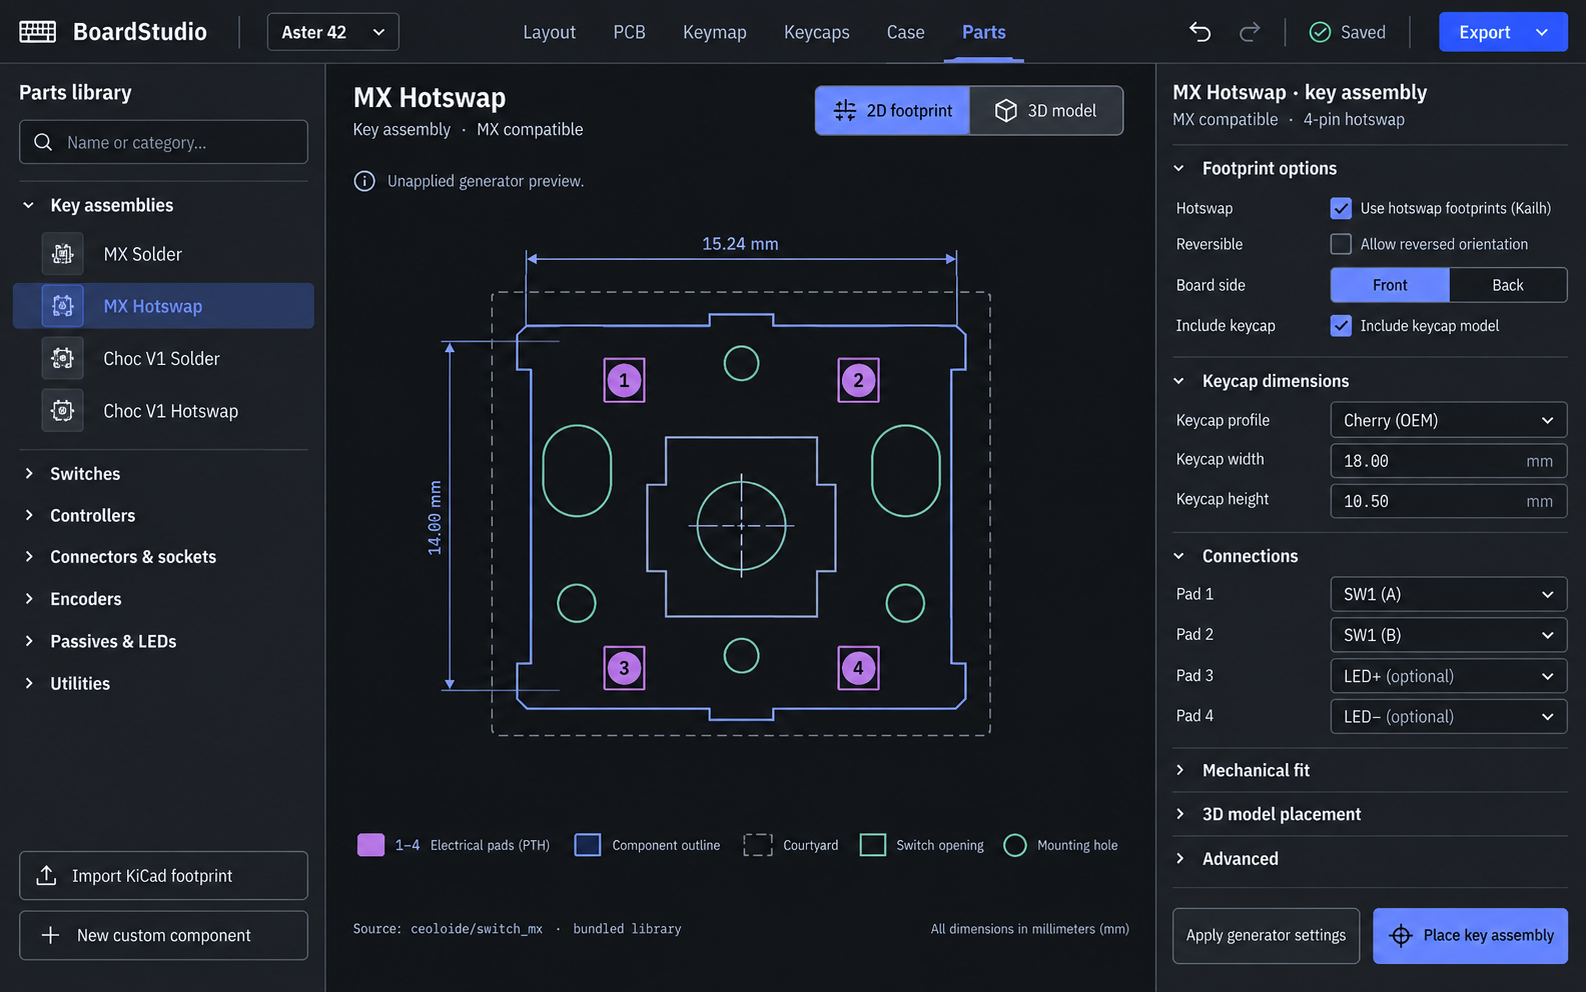 BoardStudio
Aster 42
Layout
PCB
Keymap
Keycaps
Case
Parts
Saved
Export
Parts library
Name or category...
Key assemblies
MX Solder
MX Hotswap
Choc V1 Solder
Choc V1 Hotswap
Switches
Controllers
Connectors & sockets
Encoders
Passives & LEDs
Utilities
Import KiCad footprint
New custom component
MX Hotswap
Key assembly · MX compatible
2D footprint
3D model
Unapplied generator preview.
15.24 mm
14.00 mm
1
2
3
4
1–4 Electrical pads (PTH)
Component outline
Courtyard
Switch opening
Mounting hole
Source: ceoloide/switch_mx · bundled library
All dimensions in millimeters (mm)
MX Hotswap · key assembly
MX compatible · 4-pin hotswap
Footprint options
Hotswap
Use hotswap footprints (Kailh)
Reversible
Allow reversed orientation
Board side
Front
Back
Include keycap
Include keycap model
Keycap dimensions
Keycap profile
Cherry (OEM)
Keycap width
18.00 mm
Keycap height
10.50 mm
Connections
Pad 1
SW1 (A)
Pad 2
SW1 (B)
Pad 3
LED+ (optional)
Pad 4
LED− (optional)
Mechanical fit
3D model placement
Advanced
Apply generator settings
Place key assembly